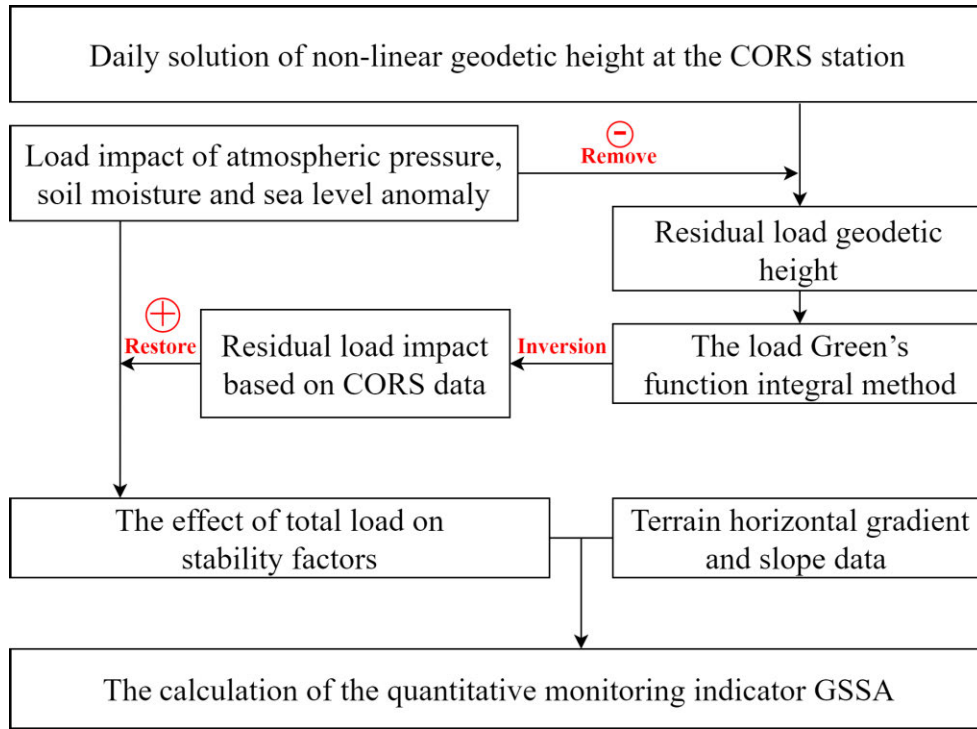 Daily solution of non-linear geodetic height at the CORS station
Load impact of atmospheric pressure,
soil moisture and sea level anomaly
Remove
Residual load geodetic
height
Restore
Residual load impact
based on CORS data
Inversion
The load Green's
function integral method
The effect of total load on
stability factors
Terrain horizontal gradient
and slope data
The calculation of the quantitative monitoring indicator GSSA